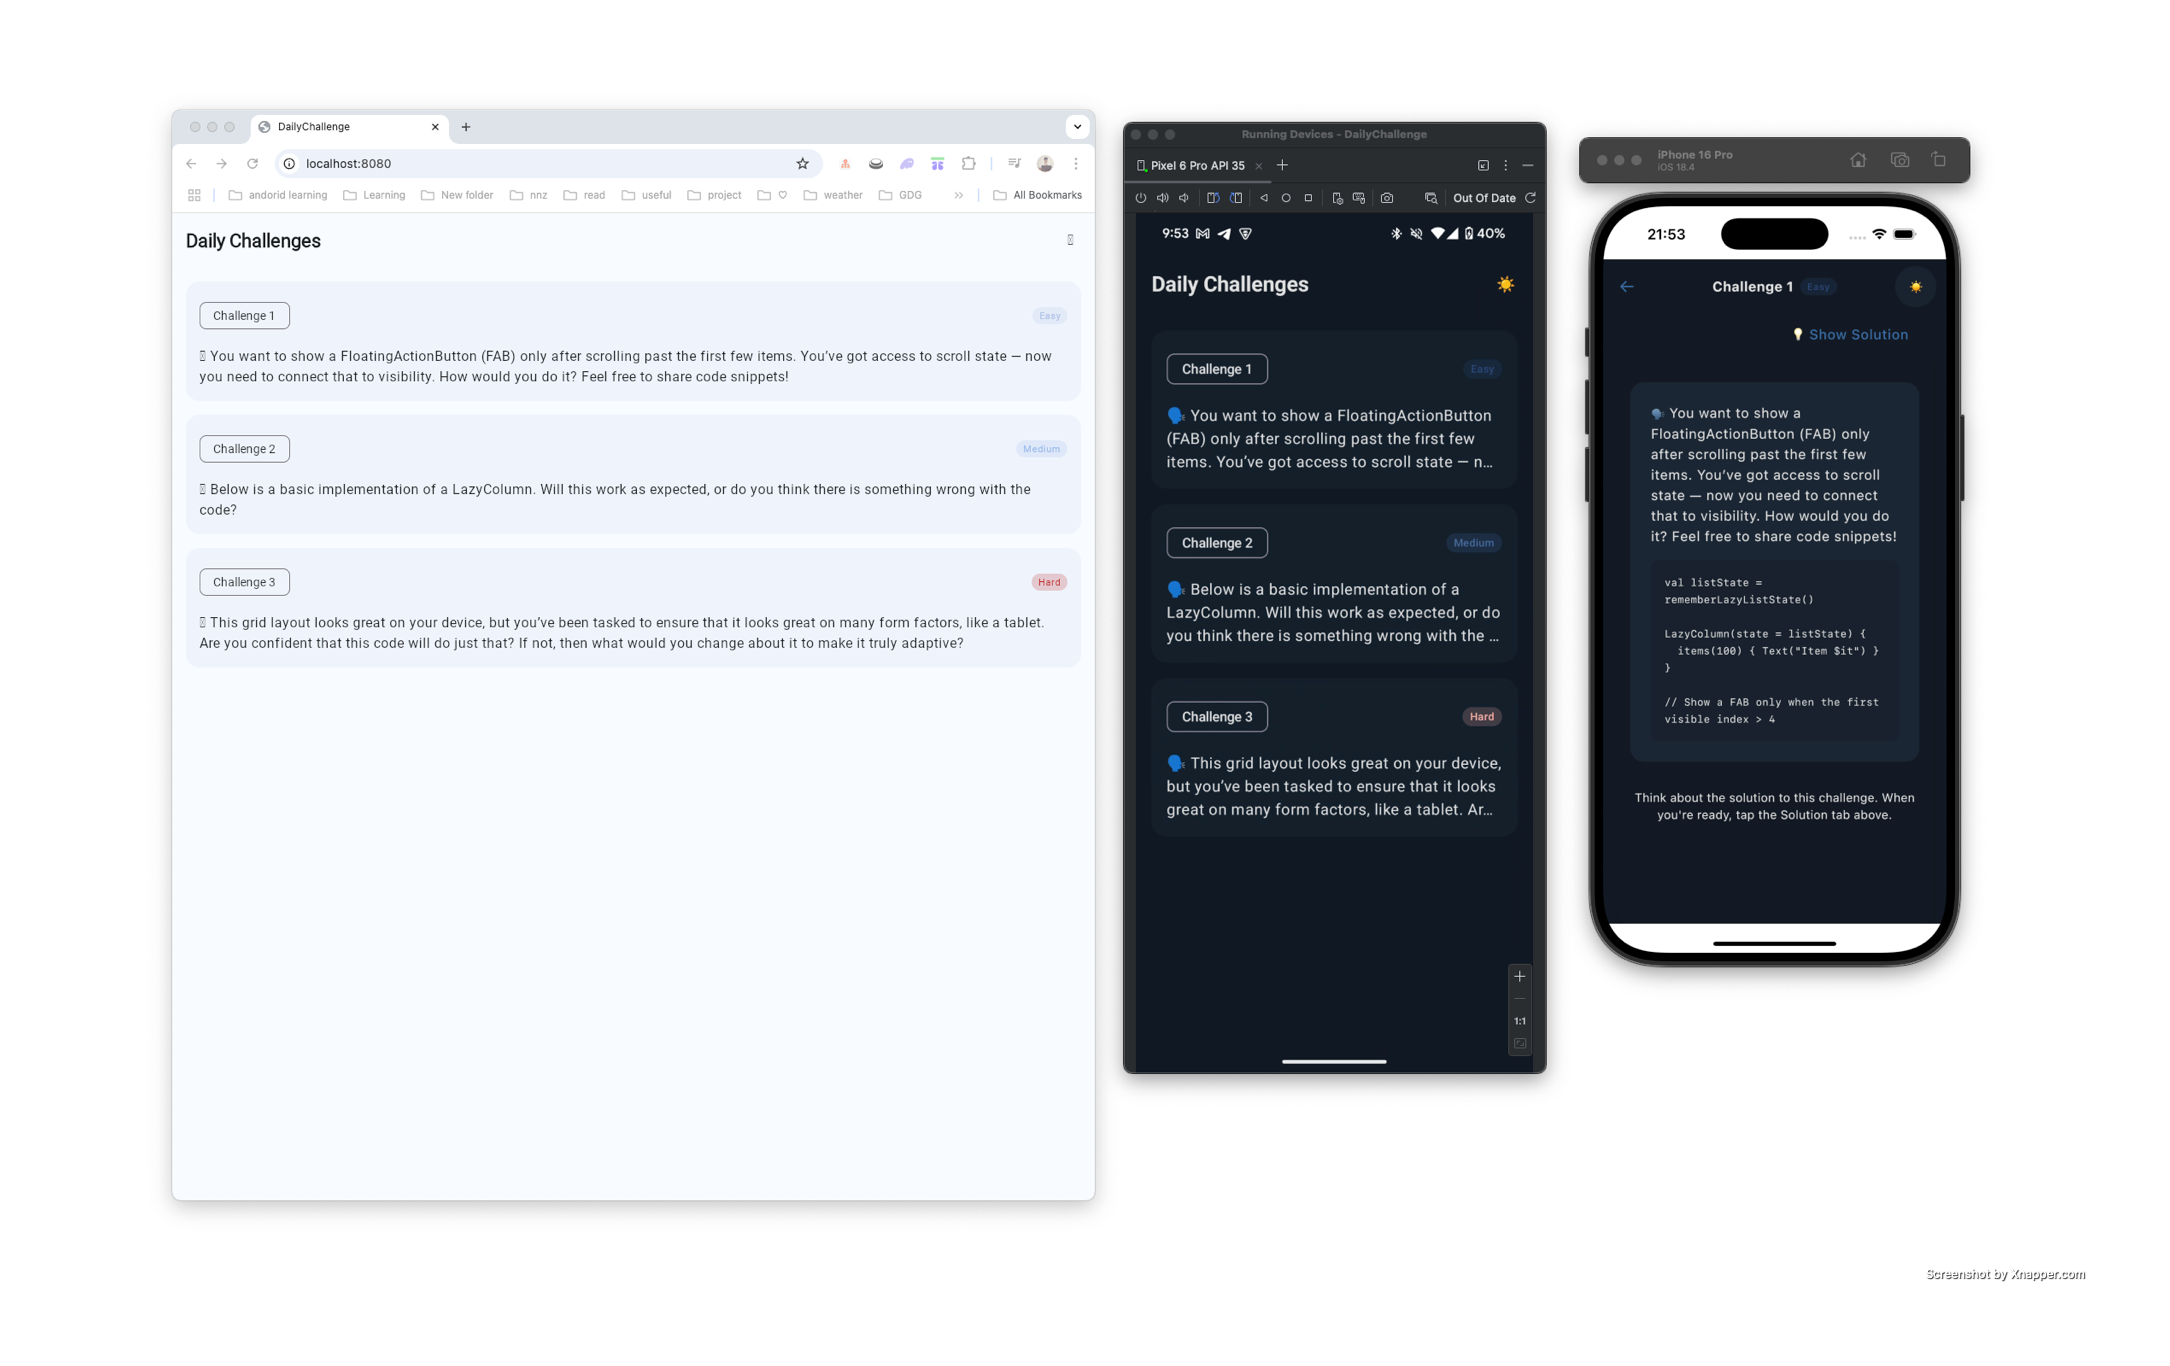 DailyChallenge
localhost:8080
andorid learning
Learning
New folder
nnz
read
useful
project
weather
GDG
All Bookmarks
Daily Challenges
Challenge 1
Easy
You want to show a FloatingActionButton (FAB) only after scrolling past the first few items. You’ve got access to scroll state — now
you need to connect that to visibility. How would you do it? Feel free to share code snippets!
Challenge 2
Medium
Below is a basic implementation of a LazyColumn. Will this work as expected, or do you think there is something wrong with the
code?
Challenge 3
Hard
This grid layout looks great on your device, but you’ve been tasked to ensure that it looks great on many form factors, like a tablet.
Are you confident that this code will do just that? If not, then what would you change about it to make it truly adaptive?
Running Devices - DailyChallenge
Pixel 6 Pro API 35
Out Of Date
9:53
40%
Daily Challenges
Challenge 1
Easy
🗣 You want to show a FloatingActionButton
(FAB) only after scrolling past the first few
items. You’ve got access to scroll state — n…
Challenge 2
Medium
🗣 Below is a basic implementation of a
LazyColumn. Will this work as expected, or do
you think there is something wrong with the …
Challenge 3
Hard
🗣 This grid layout looks great on your device,
but you’ve been tasked to ensure that it looks
great on many form factors, like a tablet. Ar…
1:1
iPhone 16 Pro
iOS 18.4
21:53
Challenge 1 Easy
💡 Show Solution
🗣 You want to show a
FloatingActionButton (FAB) only
after scrolling past the first few
items. You’ve got access to scroll
state — now you need to connect
that to visibility. How would you do
it? Feel free to share code snippets!
val listState =
rememberLazyListState()
LazyColumn(state = listState) {
items(100) { Text("Item $it") }
}
// Show a FAB only when the first
visible index > 4
Think about the solution to this challenge. When
you're ready, tap the Solution tab above.
Screenshot by Xnapper.com